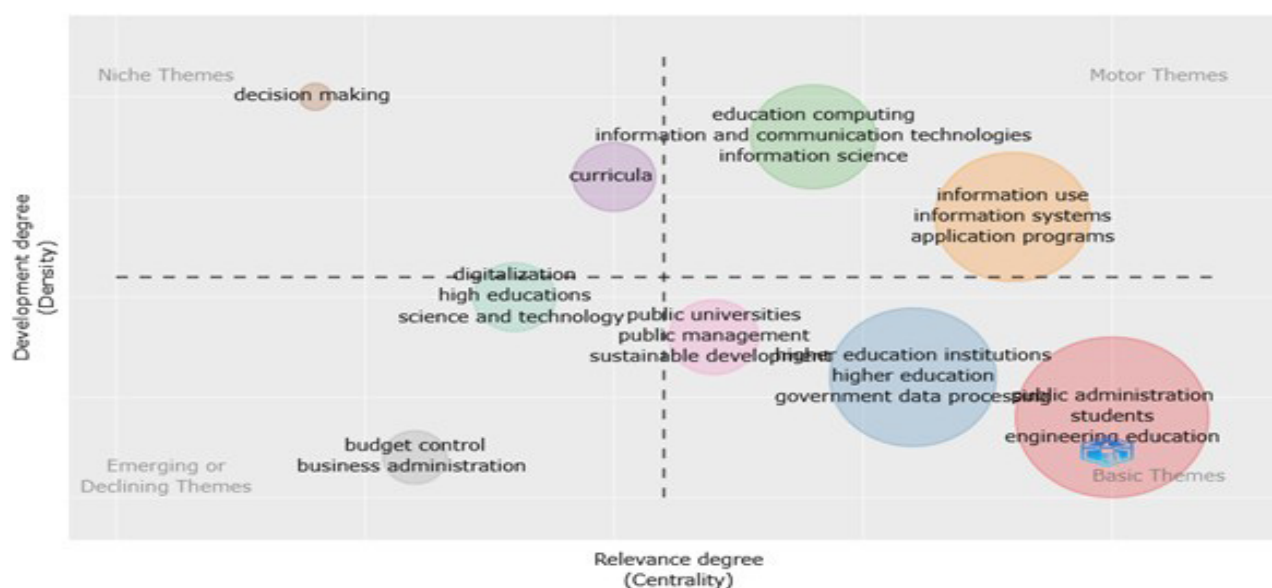 Niche Themes
Motor Themes
decision making
education computing
information and communication technologies
information science
curricula
information use
information systems
application programs
digitalization
high educations
science and technology
public universities
public management
sustainable development
higher education institutions
higher education
government data processing
public administration
students
engineering education
budget control
business administration
Emerging or
Declining Themes
Basic Themes
Development degree
(Density)
Relevance degree
(Centrality)